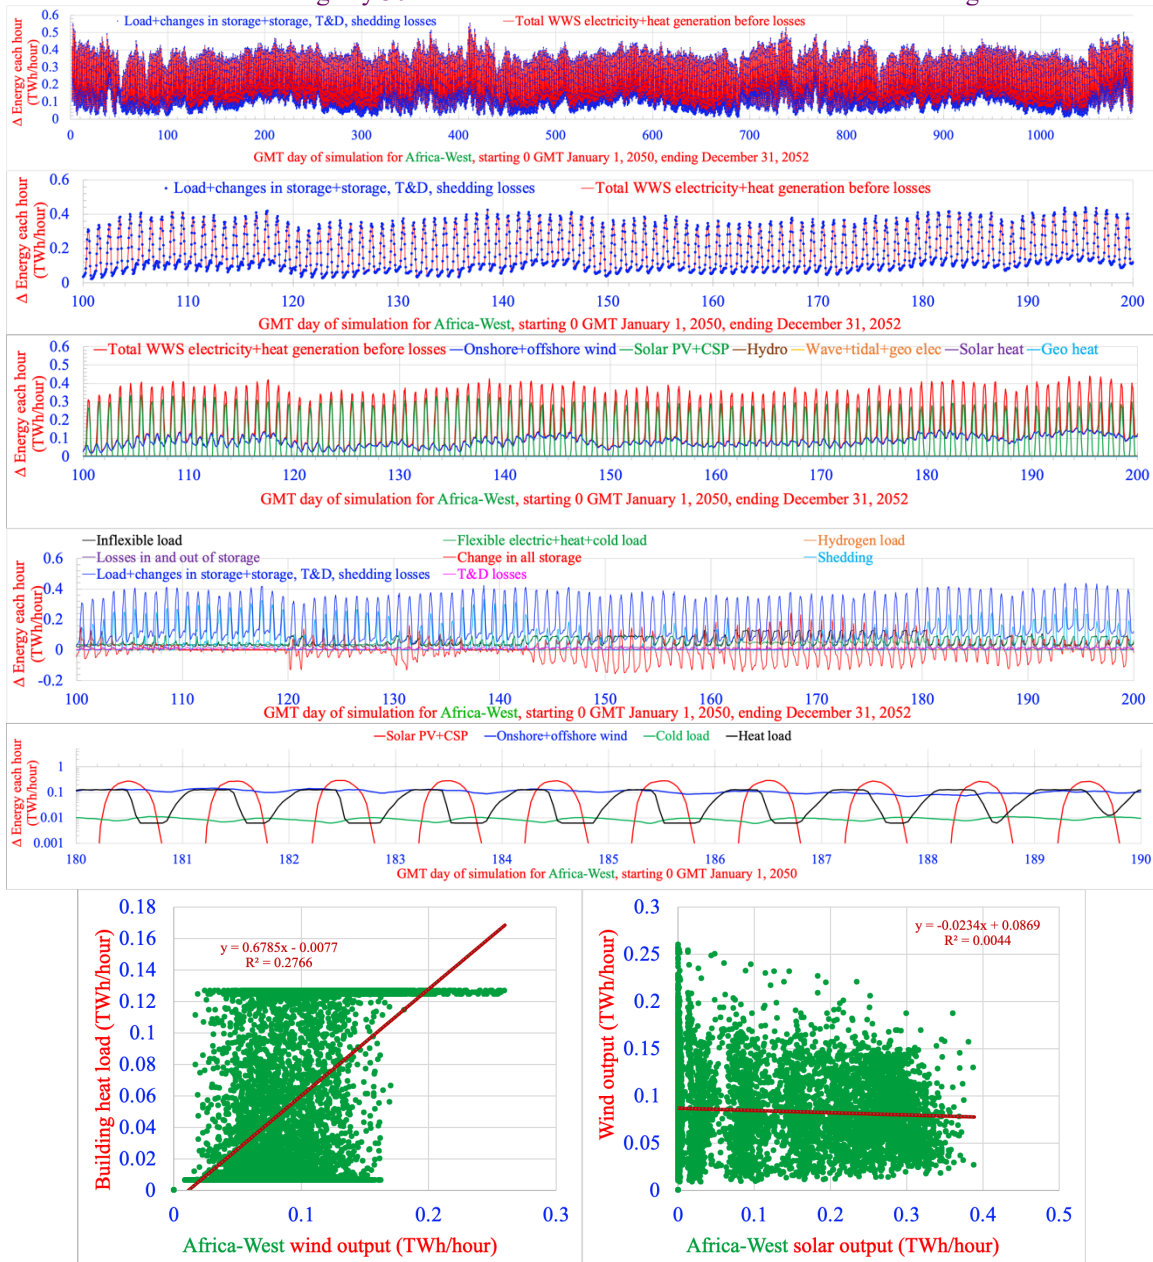 Load+changes in storage+storage, T&D, shedding losses
Total WWS electricity+heat generation before losses
Δ Energy each hour
(TWh/hour)
0.6
0.5
0.4
0.3
0.2
0.1
0
0 100 200 300 400 500 600 700 800 900 1000
GMT day of simulation for Africa-West, starting 0 GMT January 1, 2050, ending December 31, 2052
Load+changes in storage+storage, T&D, shedding losses
Total WWS electricity+heat generation before losses
Δ Energy each hour
(TWh/hour)
0.6
0.4
0.2
0
100 110 120 130 140 150 160 170 180 190 200
GMT day of simulation for Africa-West, starting 0 GMT January 1, 2050, ending December 31, 2052
Total WWS electricity+heat generation before losses Onshore+offshore wind Solar PV+CSP Hydro Wave+tidal+geo elec Solar heat Geo heat
Δ Energy each hour
(TWh/hour)
0.6
0.5
0.4
0.3
0.2
0.1
0
100 110 120 130 140 150 160 170 180 190 200
GMT day of simulation for Africa-West, starting 0 GMT January 1, 2050, ending December 31, 2052
Inflexible load Flexible electric+heat+cold load Hydrogen load
Losses in and out of storage Change in all storage Shedding
Load+changes in storage+storage, T&D, shedding losses T&D losses
Δ Energy each hour
(TWh/hour)
0.6
0.4
0.2
0
-0.2
100 110 120 130 140 150 160 170 180 190 200
GMT day of simulation for Africa-West, starting 0 GMT January 1, 2050, ending December 31, 2052
Solar PV+CSP Onshore+offshore wind Cold load Heat load
Δ Energy each hour
(TWh/hour)
1
0.1
0.01
0.001
180 181 182 183 184 185 186 187 188 189 190
GMT day of simulation for Africa-West, starting 0 GMT January 1, 2050
Building heat load (TWh/hour)
0.18
0.16
0.14
0.12
0.1
0.08
0.06
0.04
0.02
0
y = 0.6785x - 0.0077
R² = 0.2766
0 0.1 0.2 0.3
Africa-West wind output (TWh/hour)
Wind output (TWh/hour)
0.3
0.25
0.2
0.15
0.1
0.05
0
y = -0.0234x + 0.0869
R² = 0.0044
0 0.1 0.2 0.3 0.4 0.5
Africa-West solar output (TWh/hour)